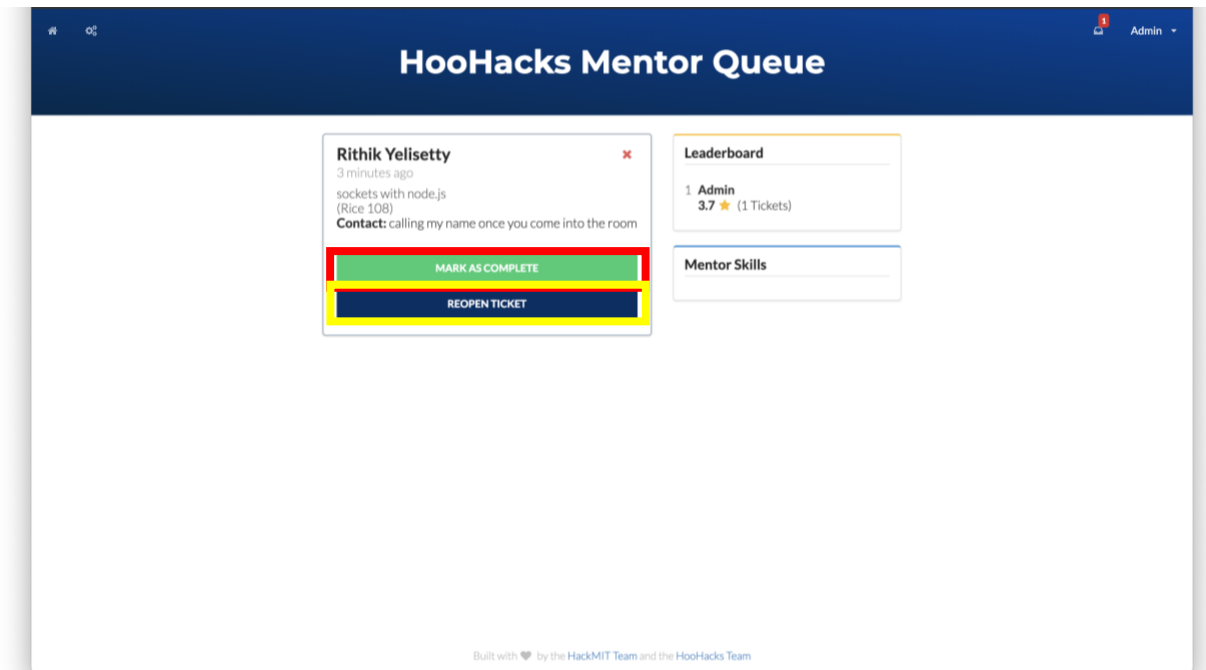 1
Admin
HooHacks Mentor Queue
Rithik Yelisetty
3 minutes ago
sockets with node.js
(Rice 108)
Contact: calling my name once you come into the room
MARK AS COMPLETE
REOPEN TICKET
Leaderboard
1 Admin
3.7 (1 Tickets)
Mentor Skills
Built with by the HackMIT Team and the HooHacks Team